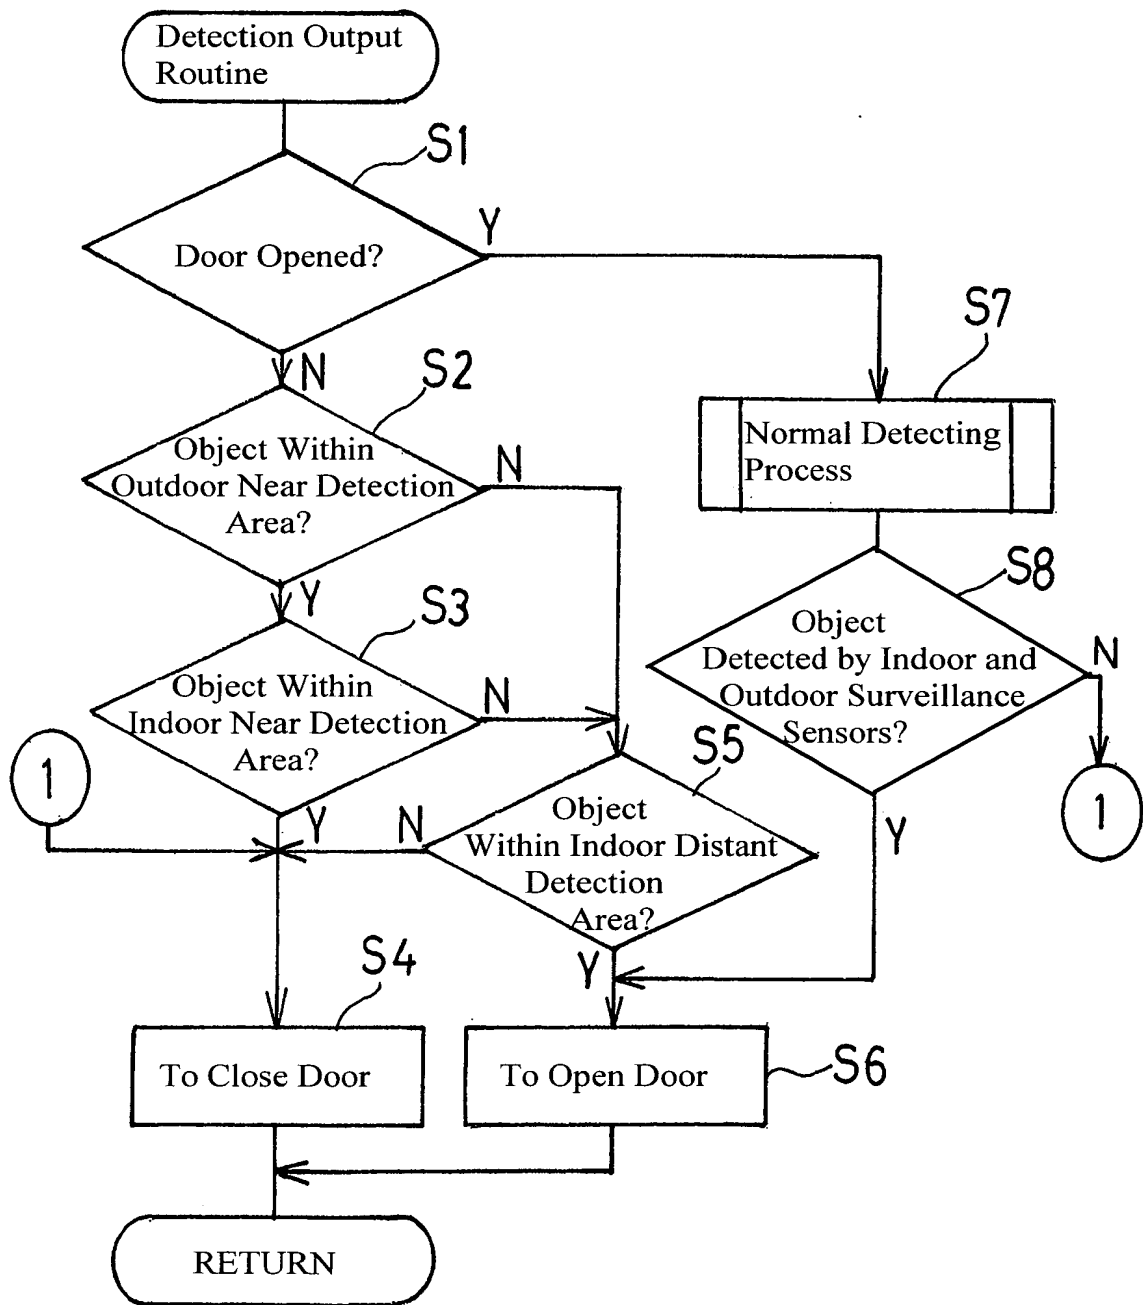 Detection Output
Routine
S1
Door Opened?
Y
N
S7
Normal Detecting
Process
S2
Object Within
Outdoor Near Detection
Area?
N
Y
S8
Object
Detected by Indoor and
Outdoor Surveillance
Sensors?
N
Y
1
S3
Object Within
Indoor Near Detection
Area?
N
Y
1
S5
Object
Within Indoor Distant
Detection
Area?
N
Y
S4
To Close Door
S6
To Open Door
RETURN